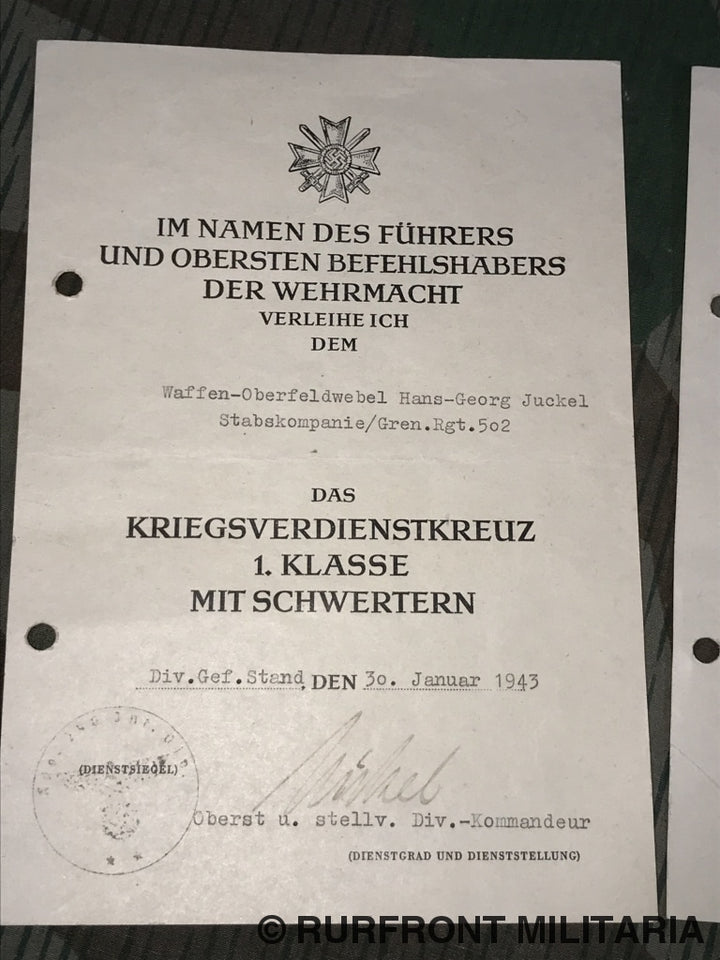 IM NAMEN DES FÜHRERS
UND OBERSTEN BEFEHLSHABERS
DER WEHRMACHT
VERLEIHE ICH
DEM
Waffen-Oberfeldwebel Hans-Georg Juckel
Stabskompanie/Gren.Rgt.5o2
DAS
KRIEGSVERDIENSTKREUZ
1. KLASSE
MIT SCHWERTERN
Div.Gef.Stand, DEN 3o. Januar 1943
(DIENSTSIEGEL)
Oberst u. stellv. Div.-Kommandeur
(DIENSTGRAD UND DIENSTSTELLUNG)
© RURFRONT MILITARIA